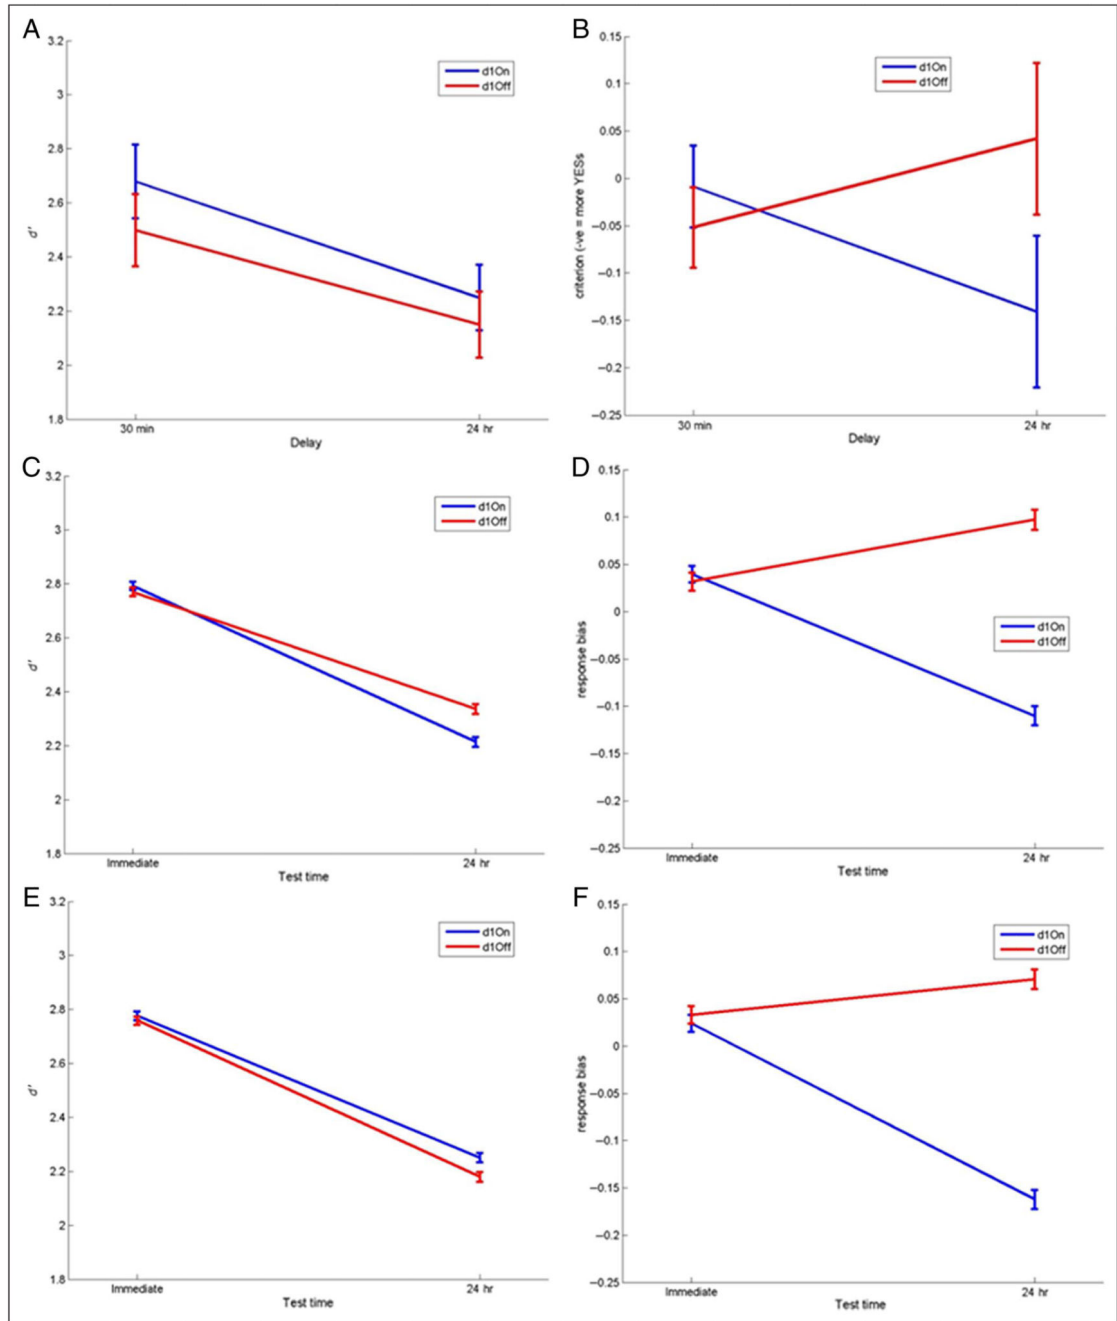 A
3.2
3
2.8
2.6
2.4
2.2
2
1.8
d'
d1On
d1Off
30 min
24 hr
Delay
B
0.15
0.1
0.05
0
−0.05
−0.1
−0.15
−0.2
−0.25
criterion (-ve = more YESs
d1On
d1Off
30 min
24 hr
Delay
C
3.2
3
2.8
2.6
2.4
2.2
2
1.8
d'
d1On
d1Off
Immediate
24 hr
Test time
D
0.15
0.1
0.05
0
−0.05
−0.1
−0.15
−0.2
−0.25
response bias
d1On
d1Off
Immediate
24 hr
Test time
E
3.2
3
2.8
2.6
2.4
2.2
2
1.8
d'
d1On
d1Off
Immediate
24 hr
Test time
F
0.15
0.1
0.05
0
−0.05
−0.1
−0.15
−0.2
−0.25
response bias
d1On
d1Off
Immediate
24 hr
Test time